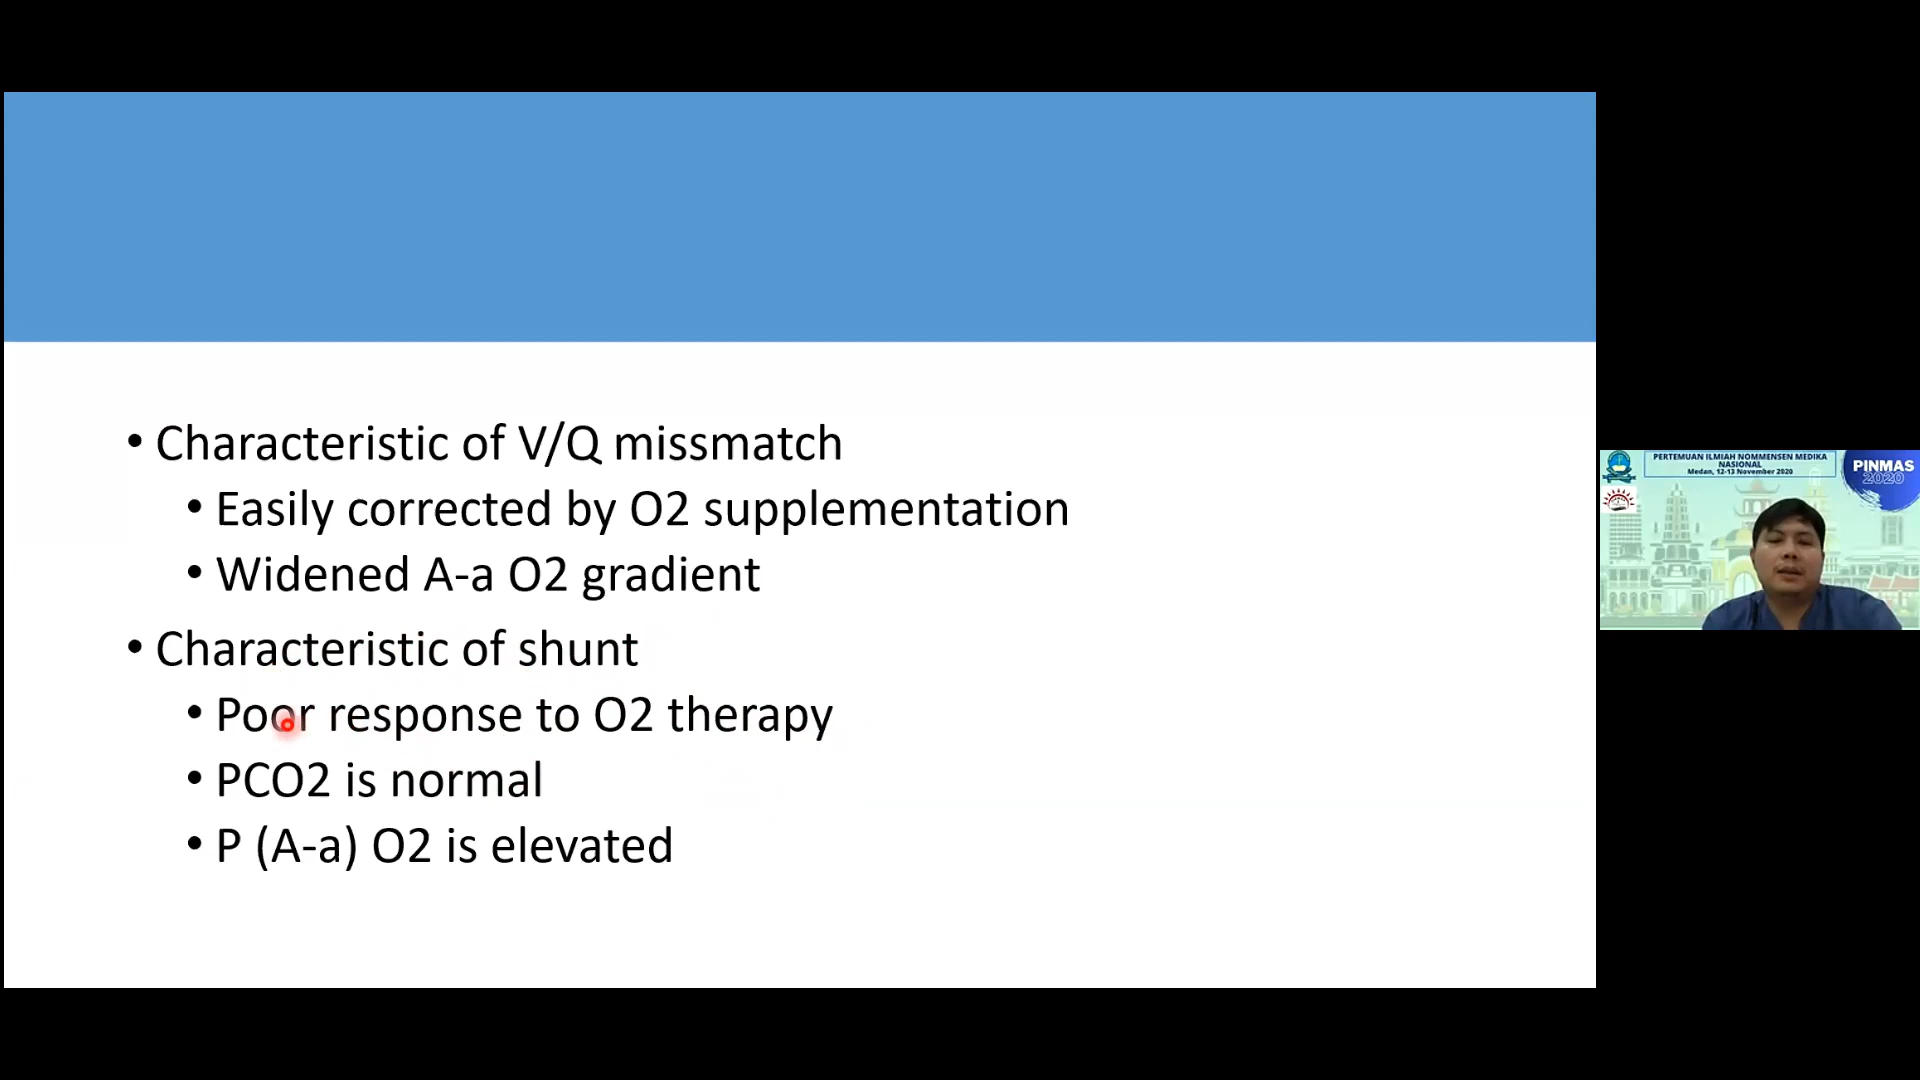 • Characteristic of V/Q missmatch
• Easily corrected by O2 supplementation
• Widened A-a O2 gradient
• Characteristic of shunt
• Poor response to O2 therapy
• PCO2 is normal
• P (A-a) O2 is elevated
PERTEMUAN ILMIAH NOMMENSEN MEDIKA
NASIONAL
Medan, 12-13 November 2020
PINMAS
2020